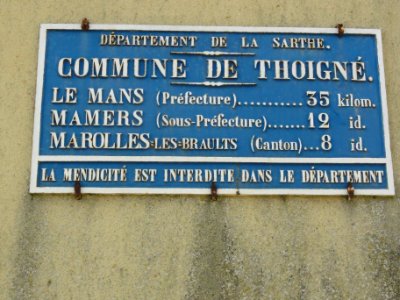 DÉPARTEMENT DE LA SARTHE.
COMMUNE DE THOIGNÉ.
LE MANS (Préfecture)...........35 kilom.
MAMERS (Sous-Préfecture).......12 id.
MAROLLES-LES-BRAULTS (Canton)...8 id.
LA MENDICITÉ EST INTERDITE DANS LE DÉPARTEMENT